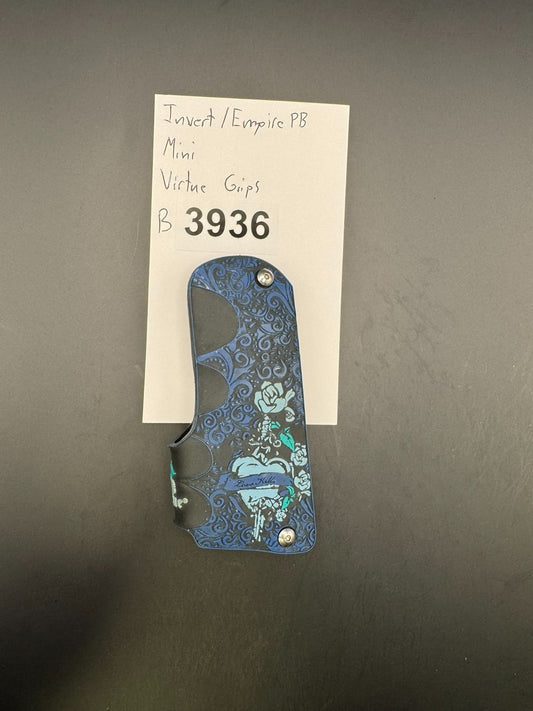 Invert/Empire PB
Mini
Virtue Grips
B 3936